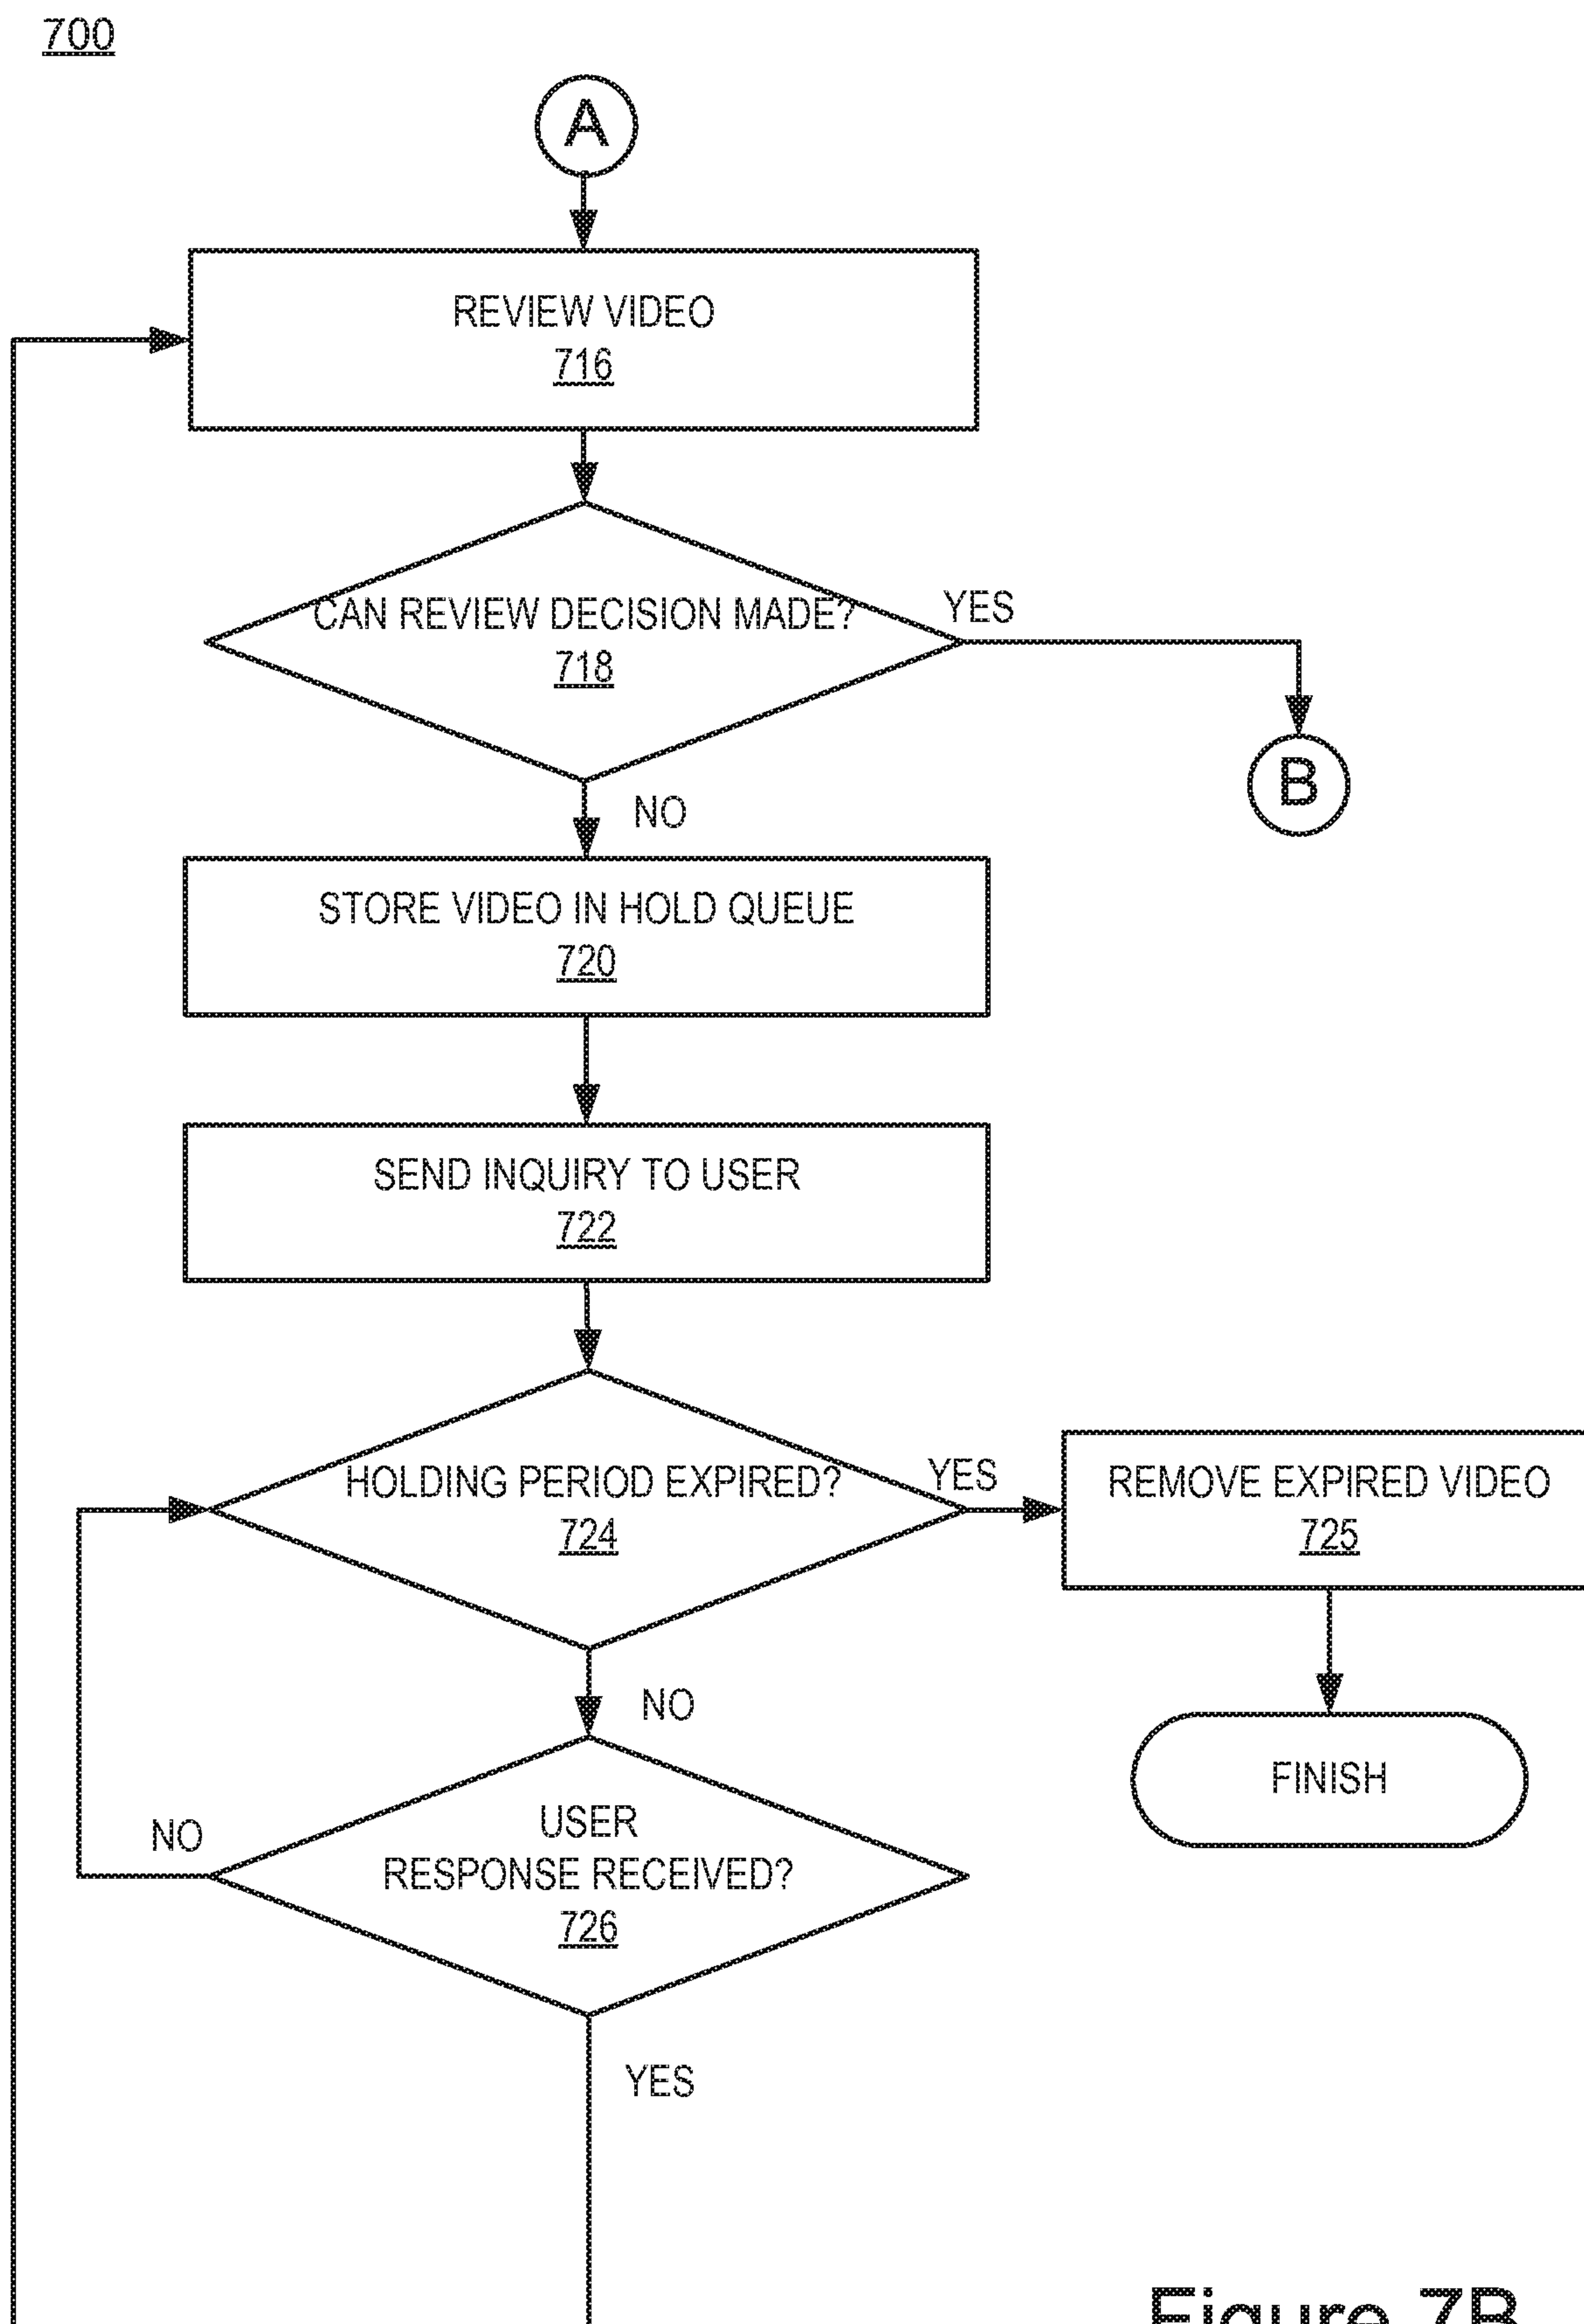 700
A
REVIEW VIDEO
716
CAN REVIEW DECISION MADE?
718
YES
B
NO
STORE VIDEO IN HOLD QUEUE
720
SEND INQUIRY TO USER
722
HOLDING PERIOD EXPIRED?
724
YES
REMOVE EXPIRED VIDEO
725
NO
FINISH
USER
RESPONSE RECEIVED?
726
NO
YES
Figure 7B